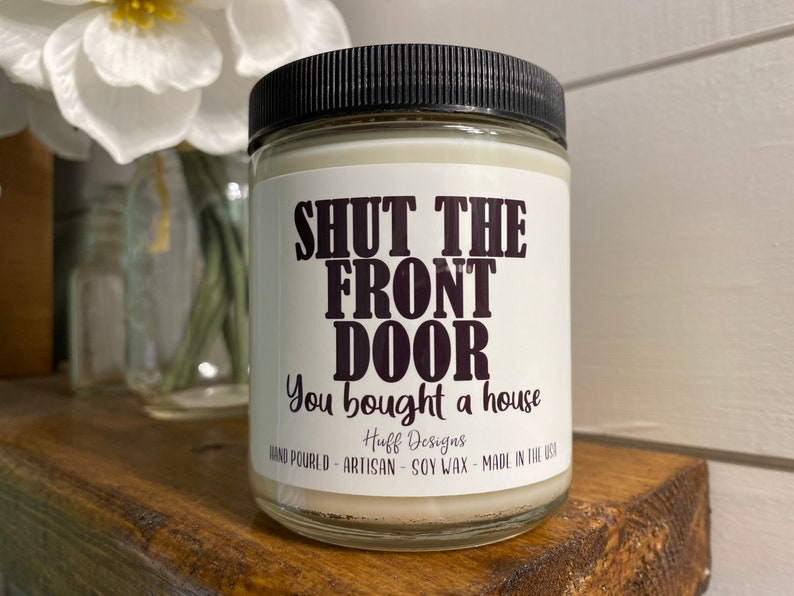 SHUT THE
FRONT
DOOR
You bought a house
Huff Designs
HAND POURED - ARTISAN - SOY WAX - MADE IN THE USA